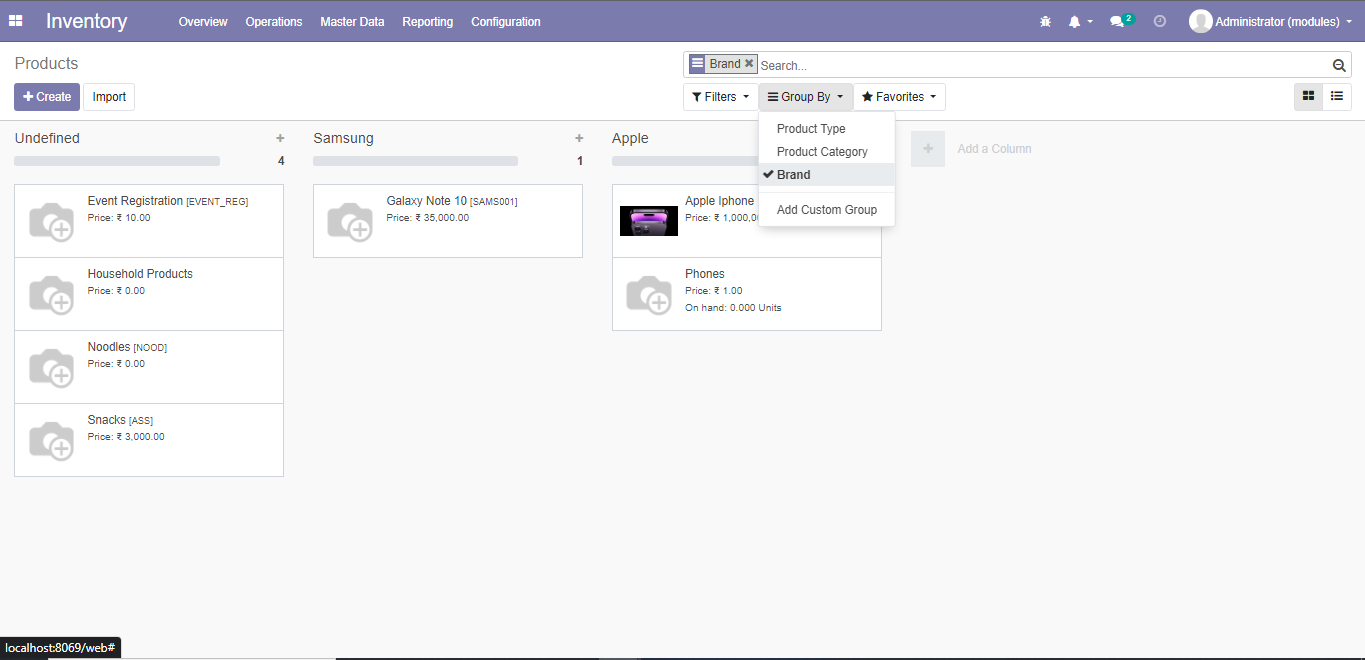 Inventory Overview Operations Master Data Reporting Configuration 2 Administrator (modules)
Products
Brand Search...
Create Import Filters Group By Favorites
Product Type
Product Category
Brand
Add Custom Group
Undefined
4
Event Registration [EVENT_REG]
Price: ₹ 10.00
Household Products
Price: ₹ 0.00
Noodles [NOOD]
Price: ₹ 0.00
Snacks [ASS]
Price: ₹ 3,000.00
Samsung
1
Galaxy Note 10 [SAMS001]
Price: ₹ 35,000.00
Apple
Apple Iphone
Price: ₹ 1,000,0
Phones
Price: ₹ 1.00
On hand: 0.000 Units
Add a Column
localhost:8069/web#